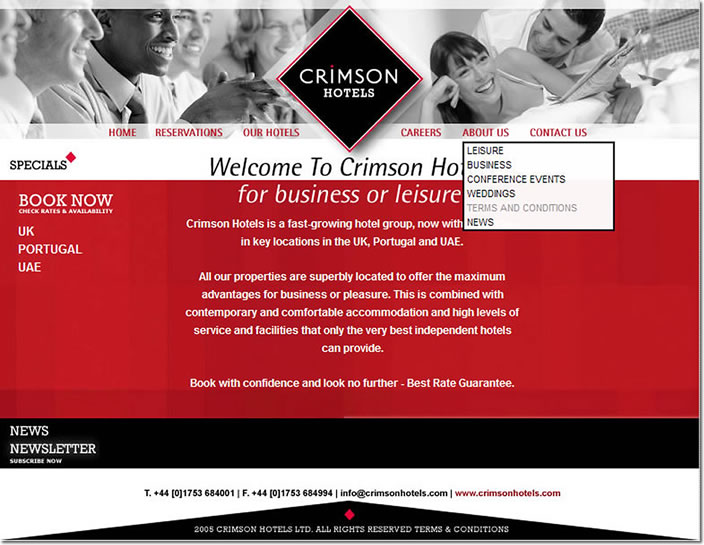 CRIMSON
HOTELS
HOME RESERVATIONS OUR HOTELS CAREERS ABOUT US CONTACT US
LEISURE
BUSINESS
CONFERENCE EVENTS
WEDDINGS
TERMS AND CONDITIONS
NEWS
SPECIALS
BOOK NOW
CHECK RATES & AVAILABILITY
UK
PORTUGAL
UAE
Welcome To Crimson
for business or leisure
Crimson Hotels is a fast-growing hotel group, now with
in key locations in the UK, Portugal and UAE.
All our properties are superbly located to offer the maximum
advantages for business or pleasure. This is combined with
contemporary and comfortable accommodation and high levels of
service and facilities that only the very best independent hotels
can provide.
Book with confidence and look no further - Best Rate Guarantee.
NEWS
NEWSLETTER
SUBSCRIBE NOW
T. +44 [0]1753 684001 | F. +44 [0]1753 684994 | info@crimsonhotels.com | www.crimsonhotels.com
2005 CRIMSON HOTELS LTD. ALL RIGHTS RESERVED TERMS & CONDITIONS